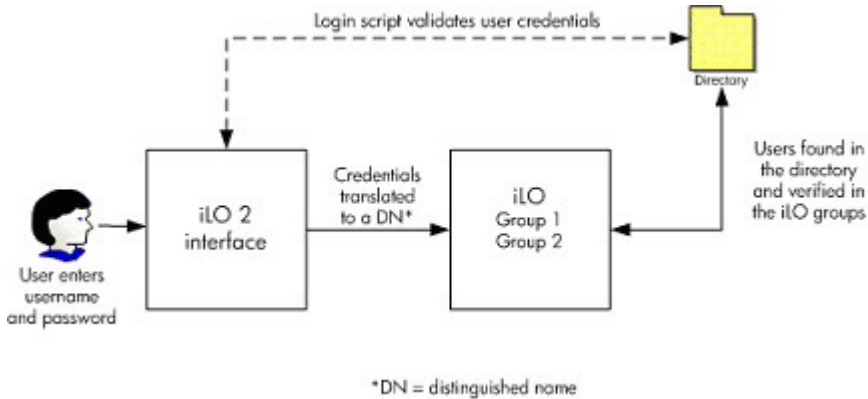 Login script validates user credentials
Directory
Users found in
the directory
and verified in
the iLO groups
Credentials
translated
to a DN*
iLO 2
interface
iLO
Group 1
Group 2
User enters
username
and password
*DN = distinguished name